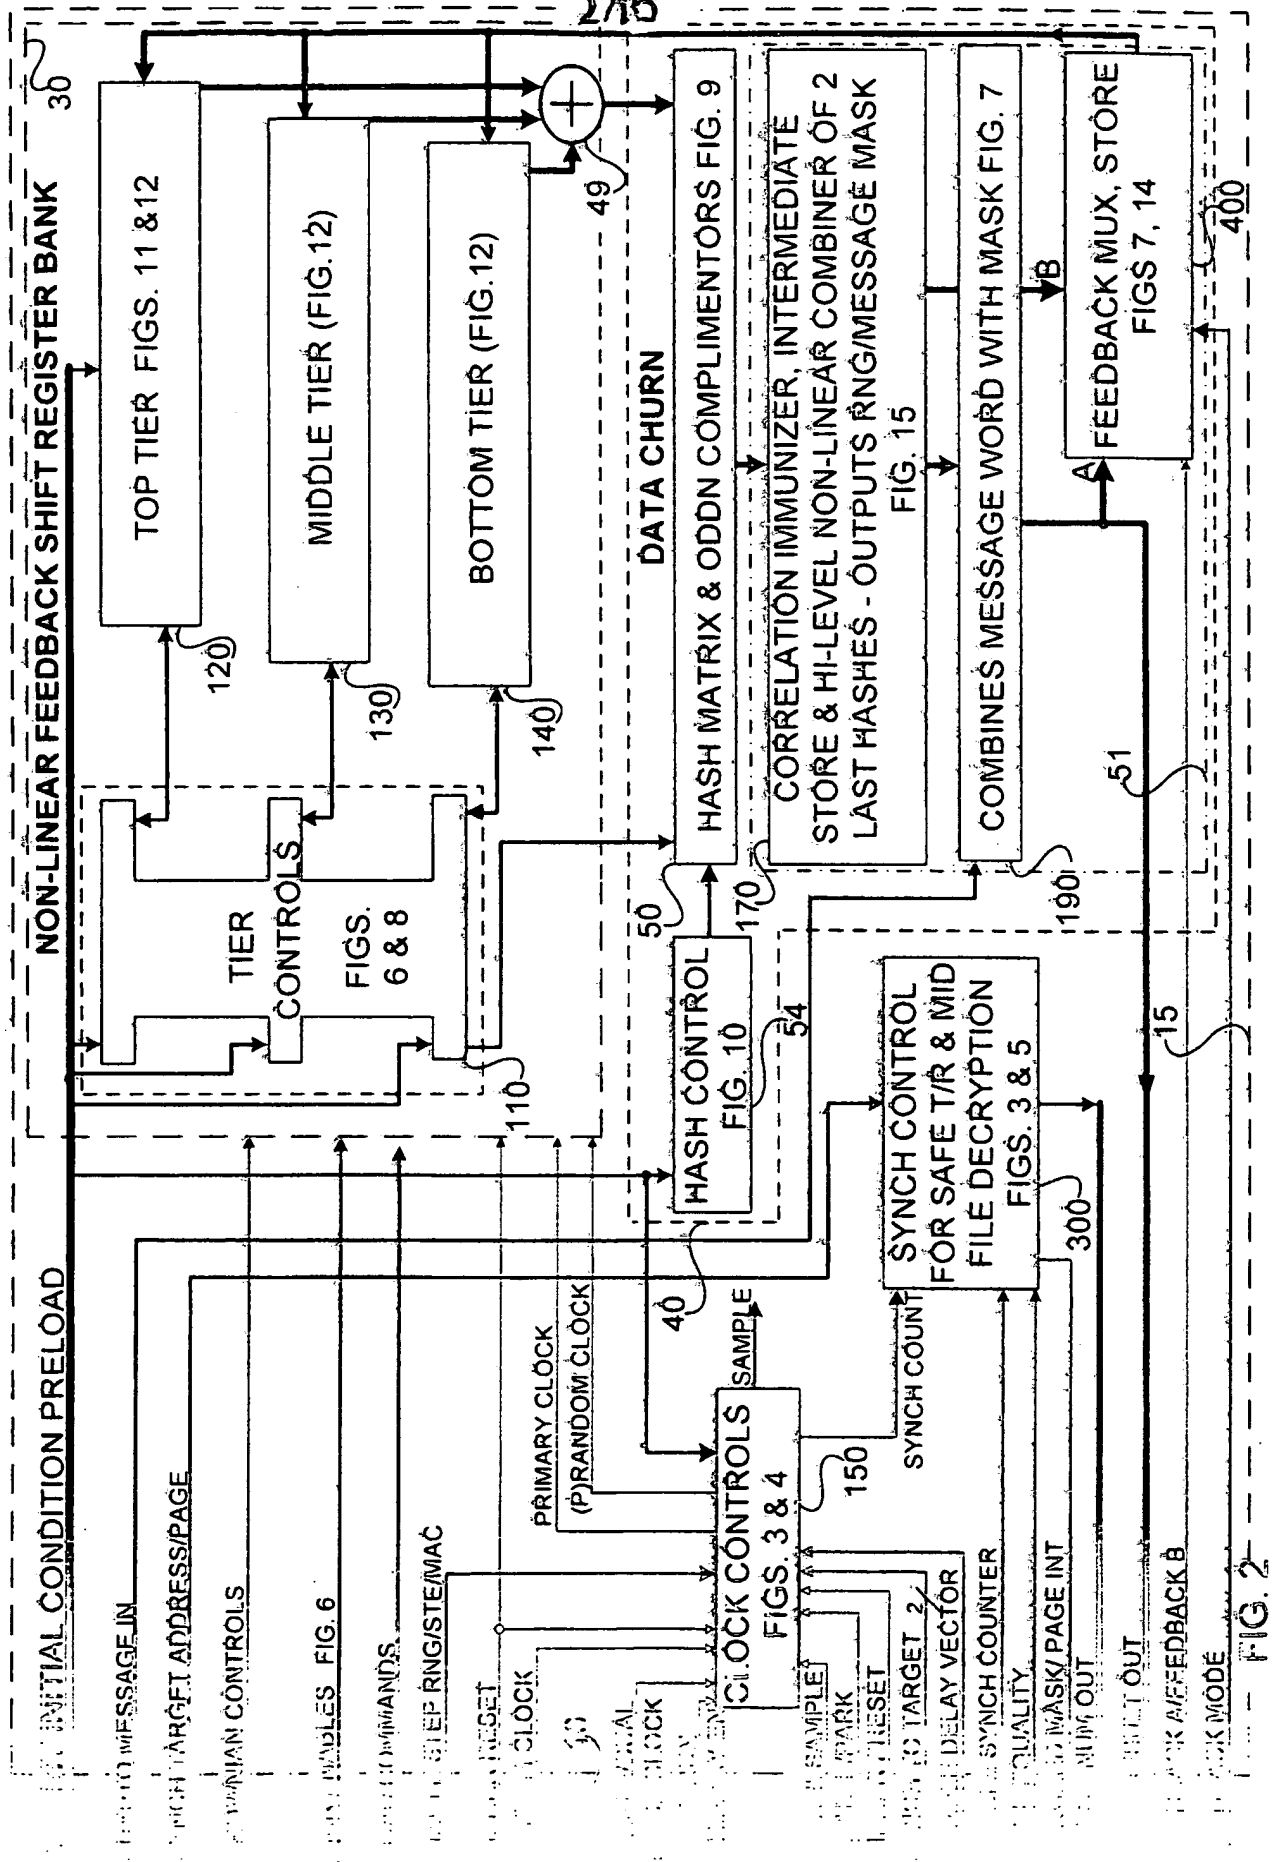 NON-LINEAR FEEDBACK SHIFT REGISTER BANK
30
TOP TIER FIGS. 11 &12
120
MIDDLE TIER (FIG.12)
130
BOTTOM TIER (FIG.12)
140
49
TIER
CONTROLS
FIGS.
6 & 8
110
DATA CHURN
HASH MATRIX & ODDN COMPLIMENTORS FIG. 9
50
CORRELATION IMMUNIZER, INTERMEDIATE
STORE & HI-LEVEL NON-LINEAR COMBINER OF 2
LAST HASHES - OUTPUTS RNG/MESSAGE MASK
FIG. 15
170
COMBINES MESSAGE WORD WITH MASK FIG. 7
190
A
B
FEEDBACK MUX, STORE
FIGS 7, 14
400
51
15
HASH CONTROL
FIG. 10
54
40
SYNCH CONTROL
FOR SAFE T/R & MID
FILE DECRYPTION
FIGS. 3 & 5
300
SYNCH COUNT
SAMPLE
CLOCK CONTROLS
FIGS. 3 & 4
150
PRIMARY CLOCK
(P)RANDOM CLOCK
INITIAL CONDITION PRELOAD
MESSAGE IN
TARGET ADDRESS/PAGE
CONTROLS
FIG. 6
COMMANDS
STEP RNG/STE/MAC
RESET
CLOCK
CLOCK
SAMPLE
RESET
TO TARGET 2
DELAY VECTOR
SYNCH COUNTER
MASK/ PAGE INT
NUM OUT
OUT
A/FEEDBACK B
MODE
FIG. 2